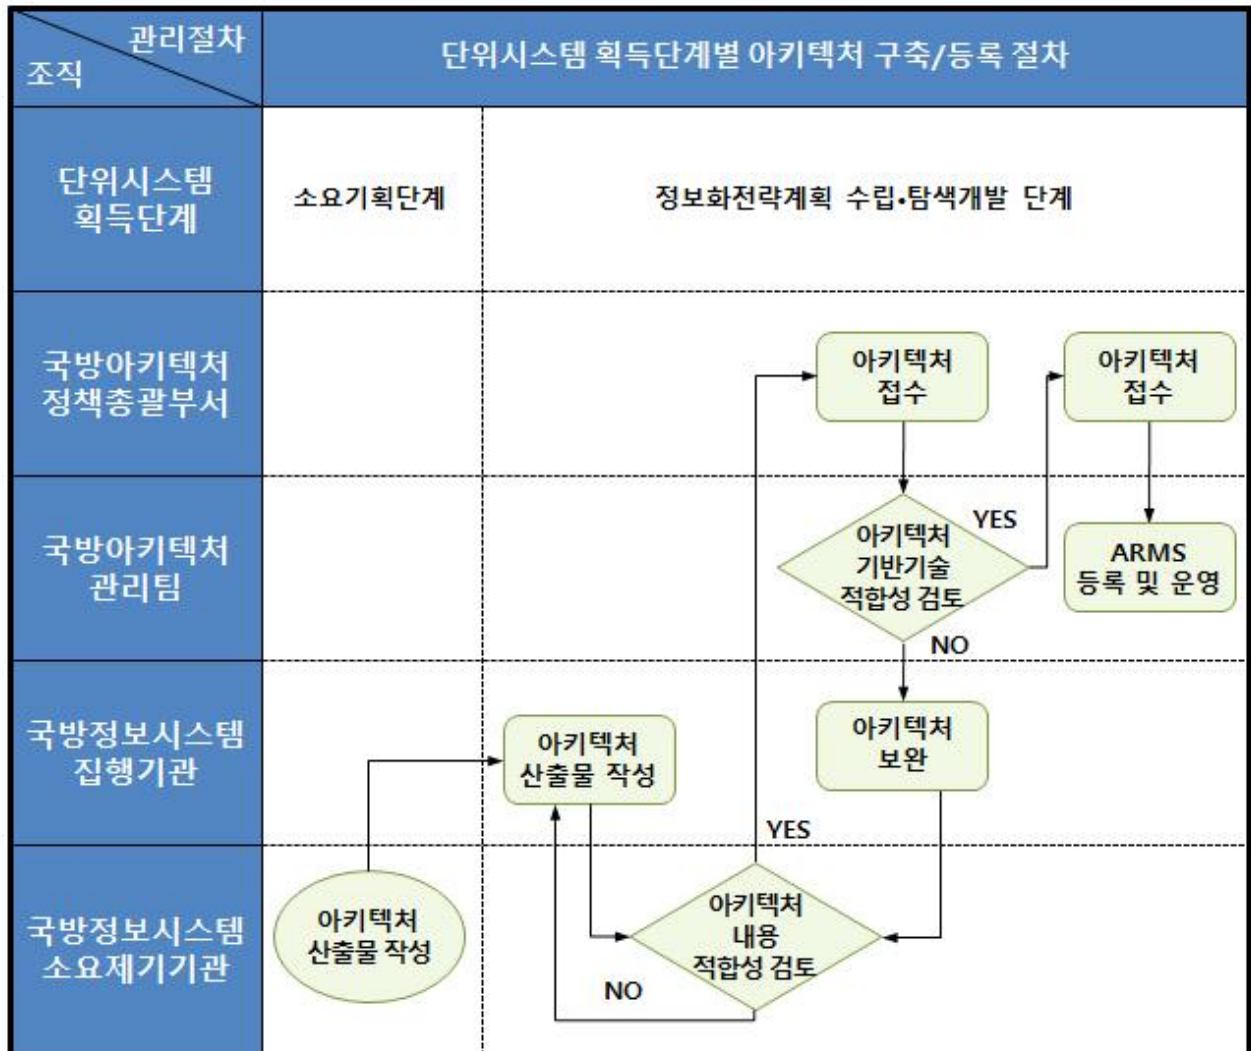 관리절차
조직
단위시스템 획득단계별 아키텍처 구축/등록 절차
단위시스템
획득단계
소요기획단계
정보화전략계획 수립•탐색개발 단계
국방아키텍처
정책총괄부서
아키텍처
접수
아키텍처
접수
국방아키텍처
관리팀
아키텍처
기반기술
적합성 검토
YES
NO
ARMS
등록 및 운영
국방정보시스템
집행기관
아키텍처
산출물 작성
아키텍처
보완
YES
국방정보시스템
소요제기기관
아키텍처
산출물 작성
아키텍처
내용
적합성 검토
NO